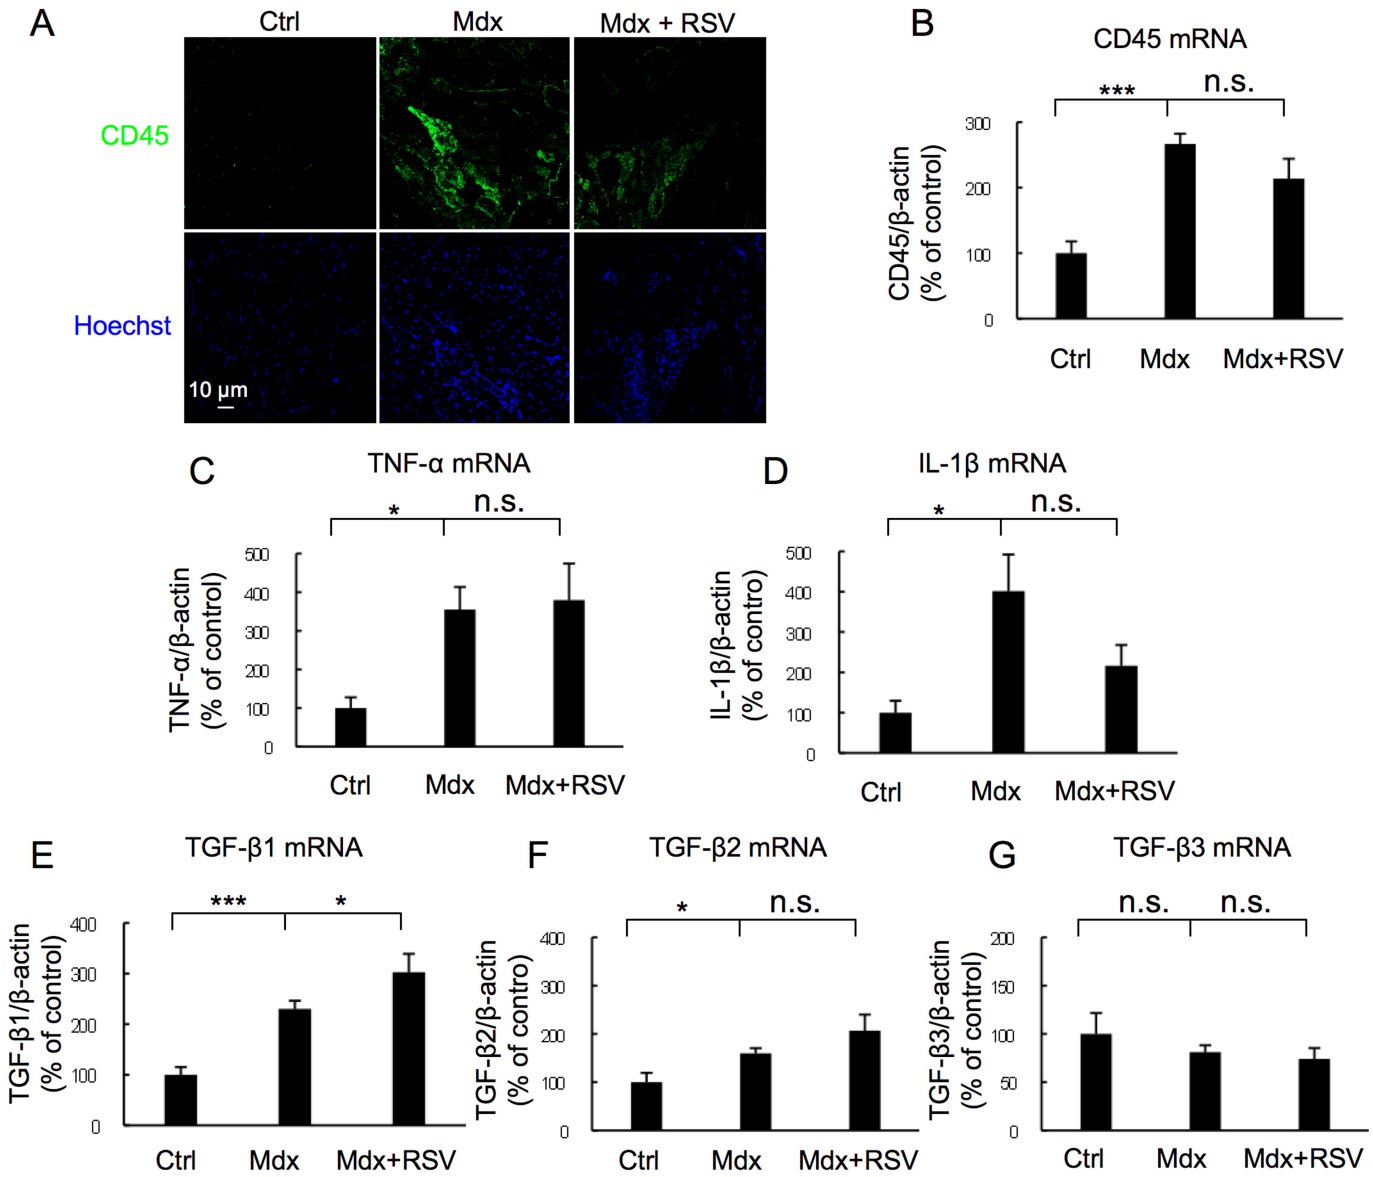 A
Ctrl
Mdx
Mdx + RSV
CD45
Hoechst
10 μm
B
CD45 mRNA
***
n.s.
CD45/β-actin
(% of control)
300
200
100
0
Ctrl
Mdx
Mdx+RSV
C
TNF-α mRNA
*
n.s.
TNF-α/β-actin
(% of control)
500
400
300
200
100
0
Ctrl
Mdx
Mdx+RSV
D
IL-1β mRNA
*
n.s.
IL-1β/β-actin
(% of contro)
500
400
300
200
100
0
Ctrl
Mdx
Mdx+RSV
E
TGF-β1 mRNA
***
*
TGF-β1/β-actin
(% of control)
400
300
200
100
0
Ctrl
Mdx
Mdx+RSV
F
TGF-β2 mRNA
*
n.s.
TGF-β2/β-actin
(% of contro)
400
300
200
100
0
Ctrl
Mdx
Mdx+RSV
G
TGF-β3 mRNA
n.s.
n.s.
TGF-β3/β-actin
(% of control)
200
150
100
50
0
Ctrl
Mdx
Mdx+RSV